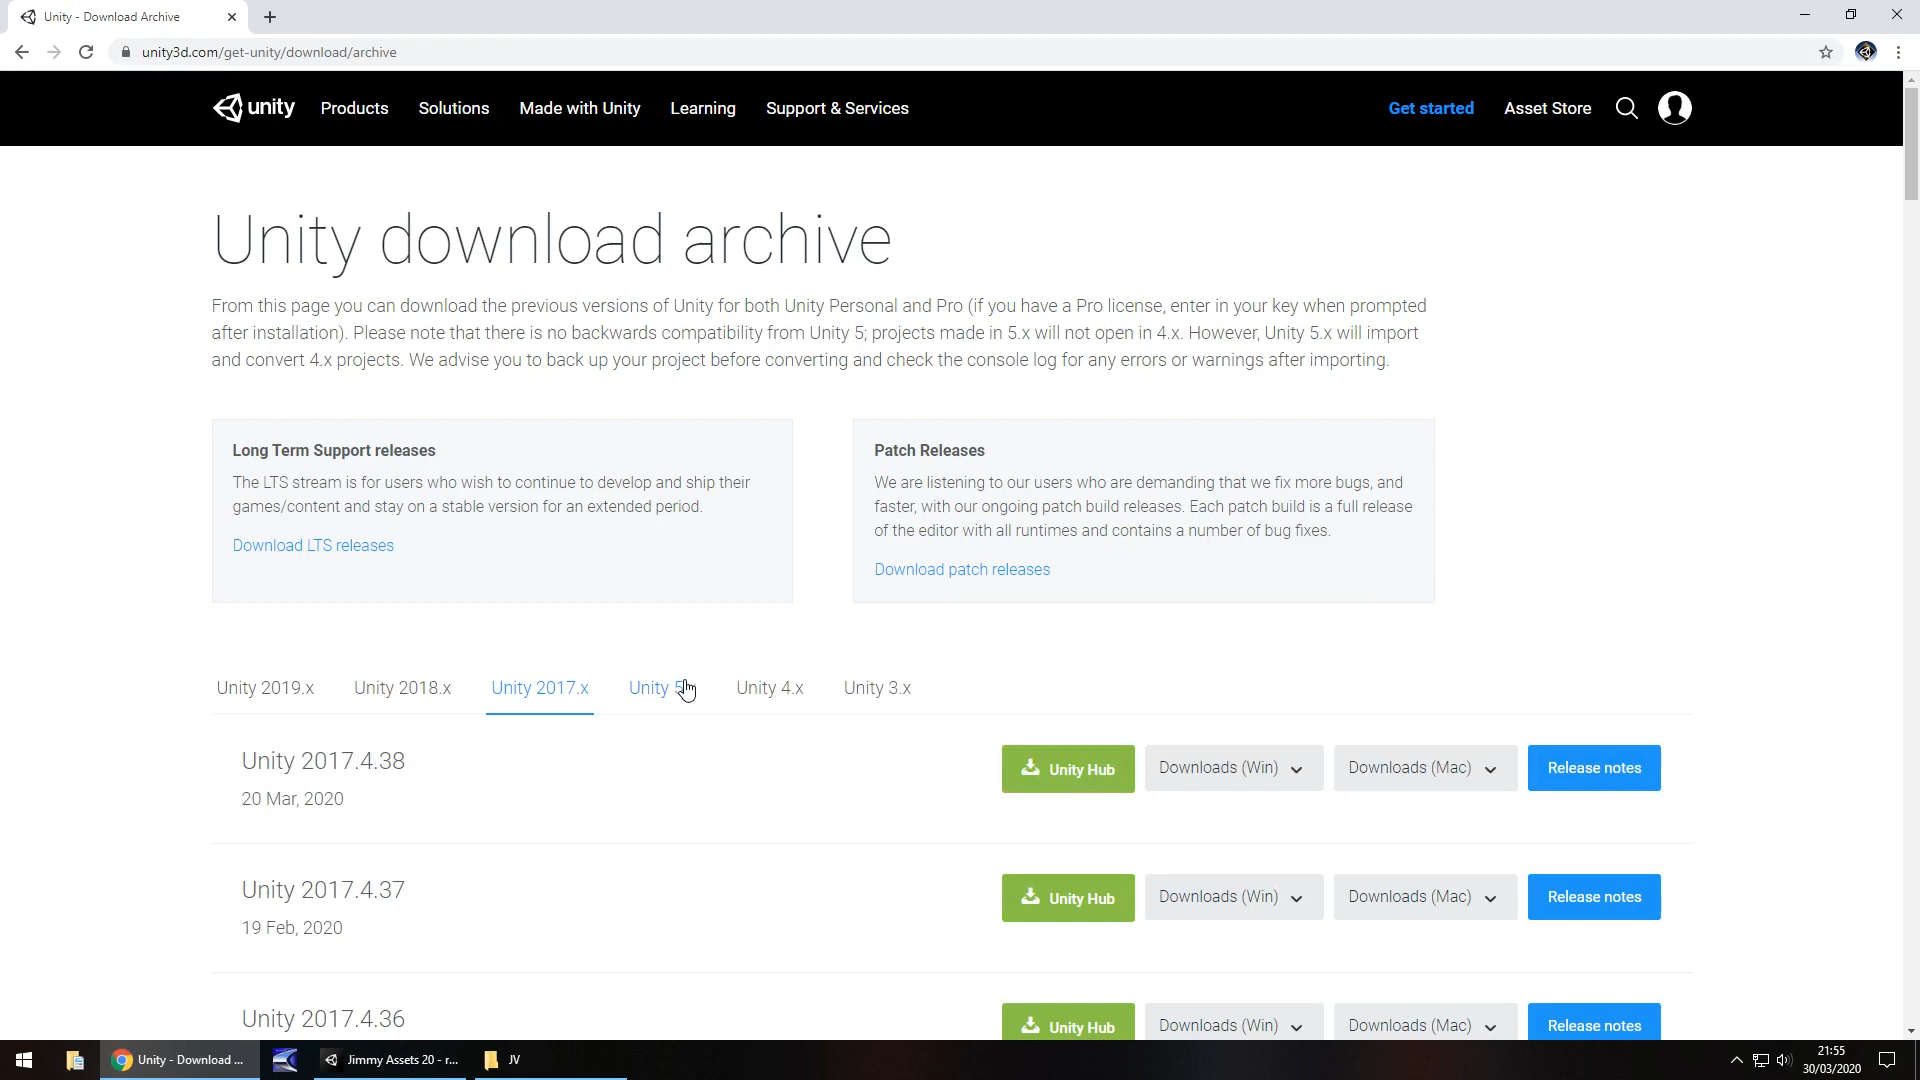 Unity - Download Archive
unity3d.com/get-unity/download/archive
unity Products Solutions Made with Unity Learning Support & Services Get started Asset Store
Unity download archive
From this page you can download the previous versions of Unity for both Unity Personal and Pro (if you have a Pro license, enter in your key when prompted
after installation). Please note that there is no backwards compatibility from Unity 5; projects made in 5.x will not open in 4.x. However, Unity 5.x will import
and convert 4.x projects. We advise you to back up your project before converting and check the console log for any errors or warnings after importing.
Long Term Support releases
The LTS stream is for users who wish to continue to develop and ship their
games/content and stay on a stable version for an extended period.
Download LTS releases
Patch Releases
We are listening to our users who are demanding that we fix more bugs, and
faster, with our ongoing patch build releases. Each patch build is a full release
of the editor with all runtimes and contains a number of bug fixes.
Download patch releases
Unity 2019.x Unity 2018.x Unity 2017.x Unity Unity 4.x Unity 3.x
Unity 2017.4.38 Unity Hub Downloads (Win) Downloads (Mac) Release notes
20 Mar, 2020
Unity 2017.4.37 Unity Hub Downloads (Win) Downloads (Mac) Release notes
19 Feb, 2020
Unity 2017.4.36 Unity Hub Downloads (Win) Downloads (Mac) Release notes
Unity - Download ... Jimmy Assets 20 - r... JV 21:55
30/03/2020